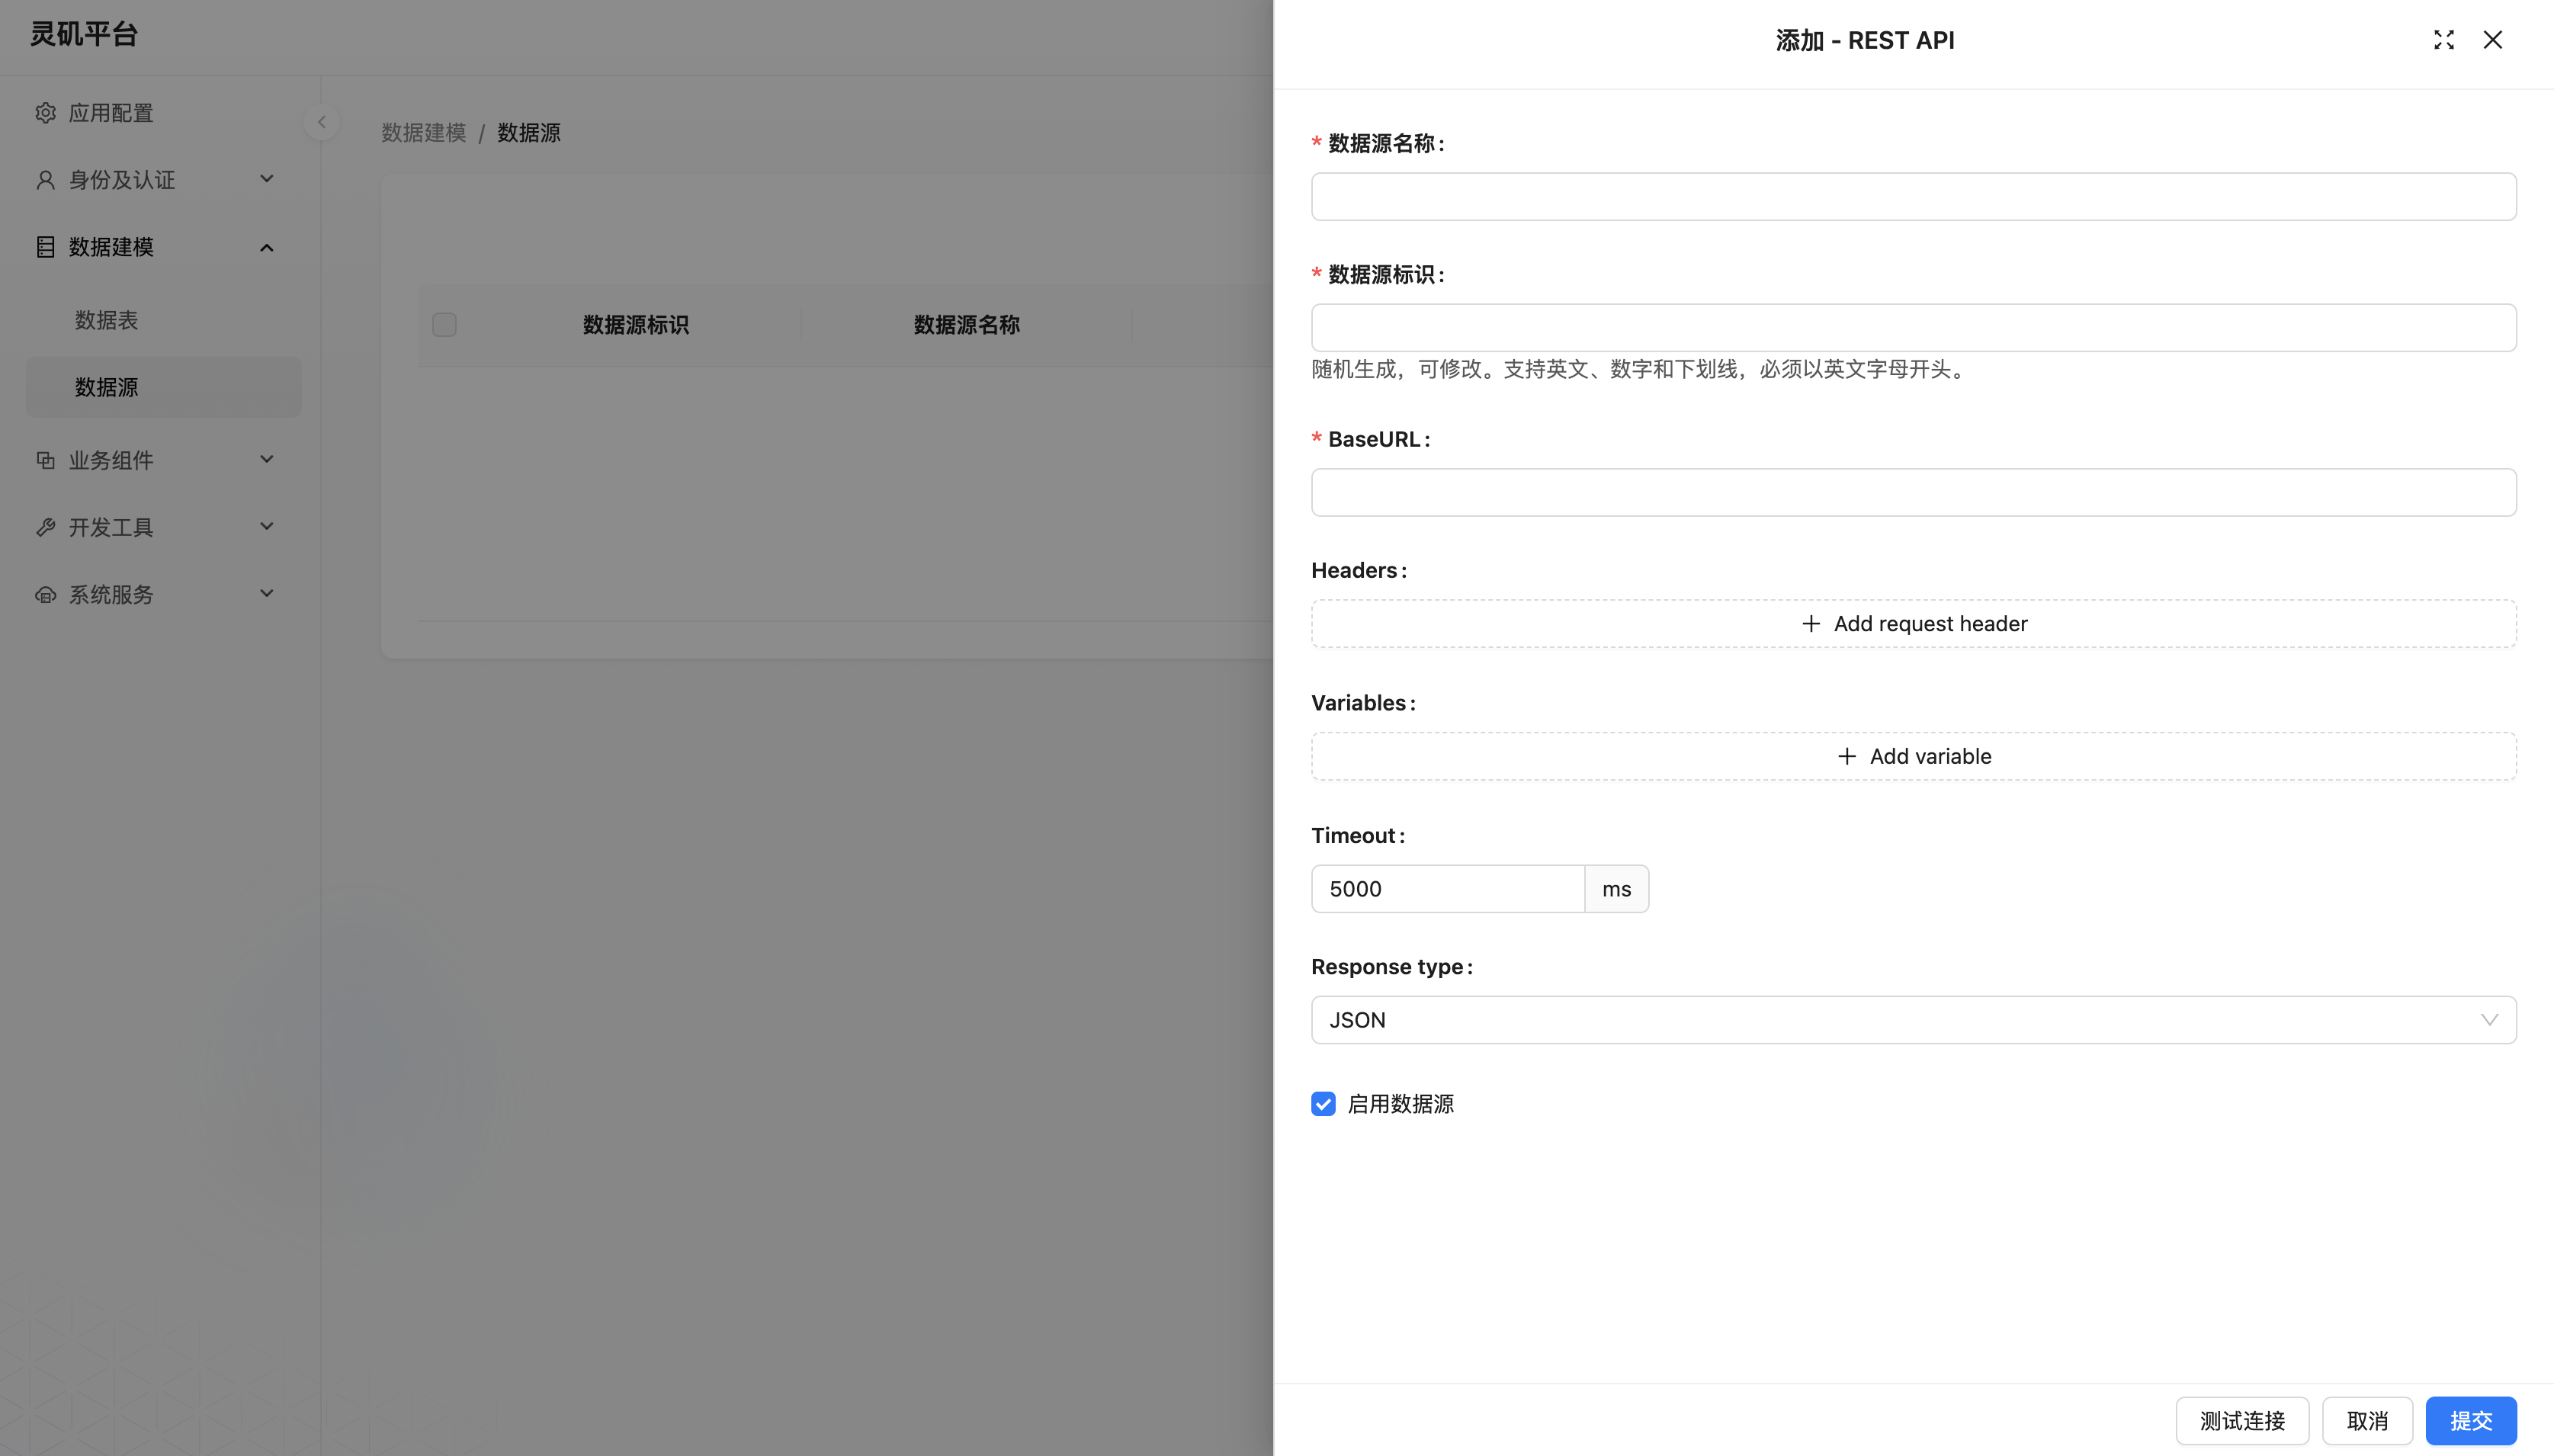 灵矶平台
应用配置
身份及认证
数据建模
数据表
数据源
业务组件
开发工具
系统服务
数据建模 / 数据源
数据源标识 数据源名称
添加 - REST API
* 数据源名称:
* 数据源标识:
随机生成，可修改。支持英文、数字和下划线，必须以英文字母开头。
* BaseURL:
Headers:
+ Add request header
Variables:
+ Add variable
Timeout:
5000 ms
Response type:
JSON
启用数据源
测试连接 取消 提交